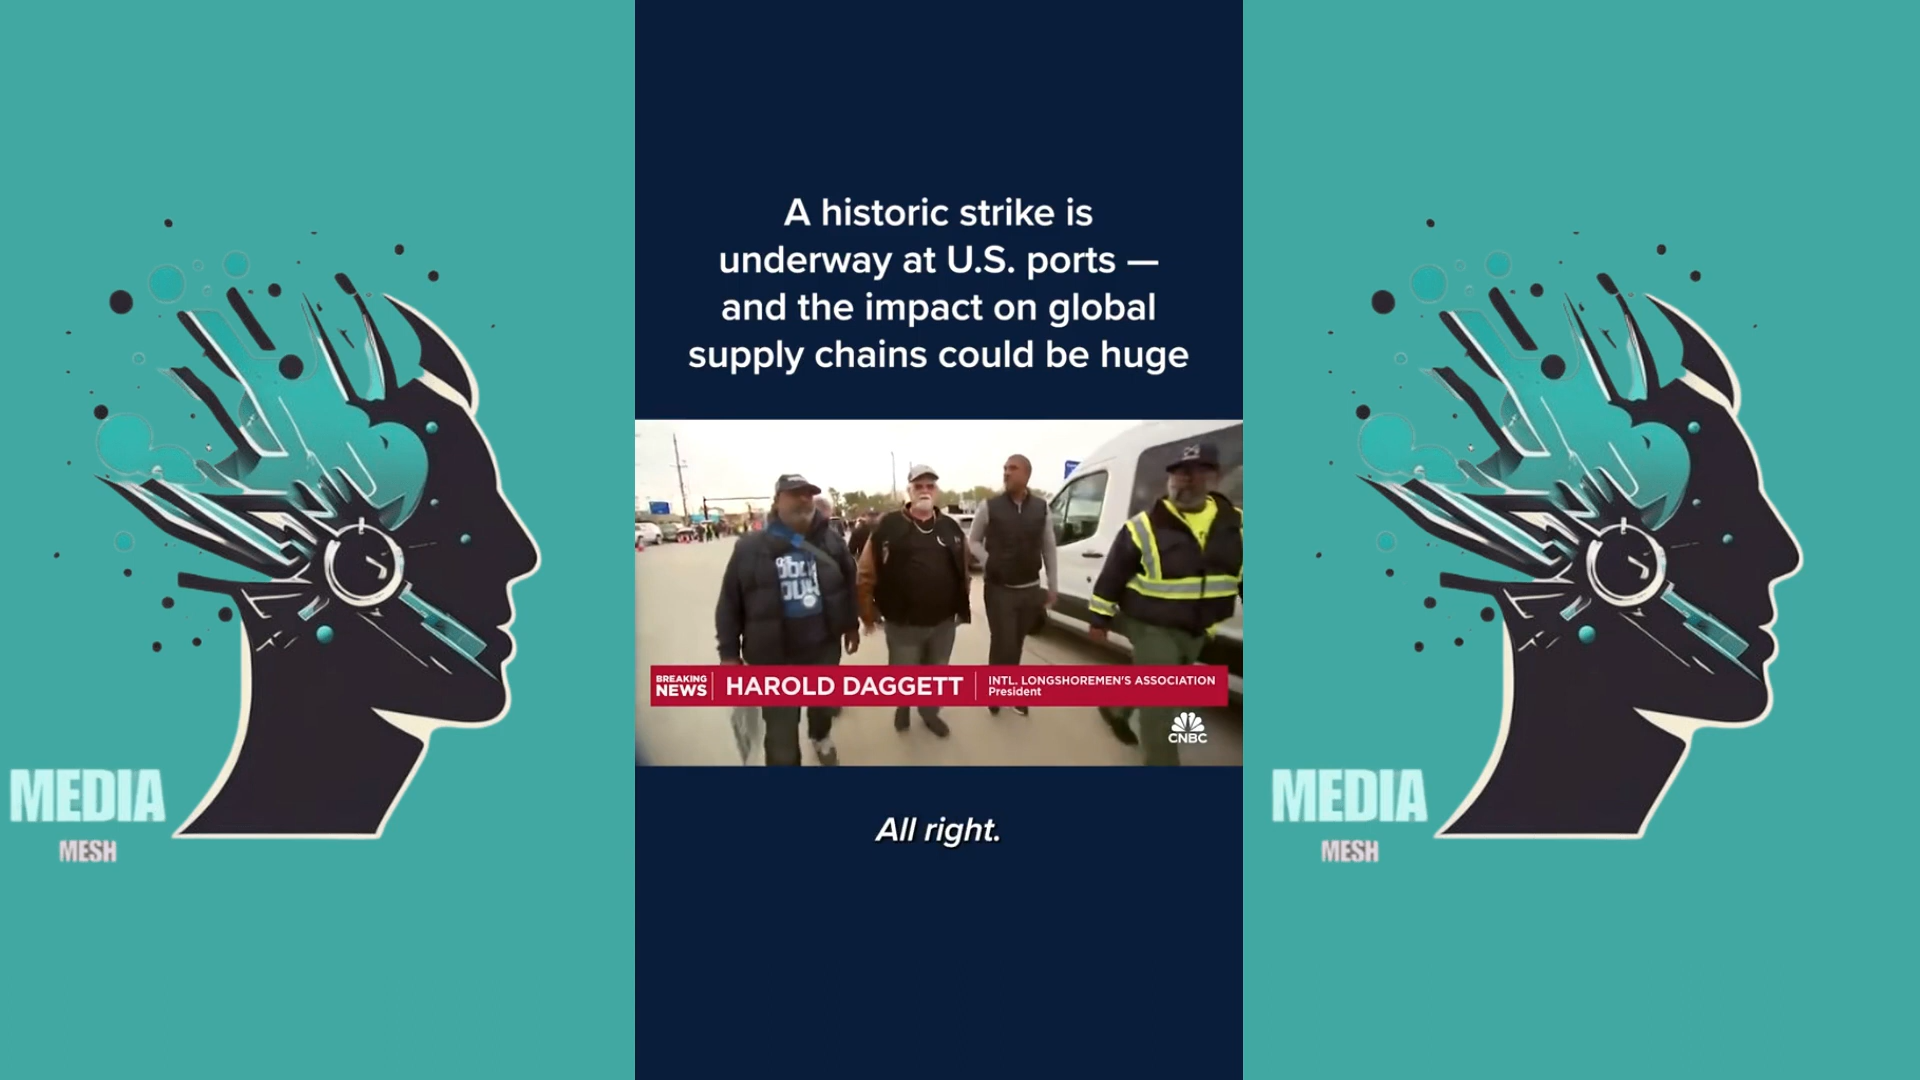 A historic strike is
underway at U.S. ports —
and the impact on global
supply chains could be huge
BREAKING
NEWS
HAROLD DAGGETT
INTL. LONGSHOREMEN'S ASSOCIATION
President
CNBC
All right.
MEDIA
MESH
MEDIA
MESH